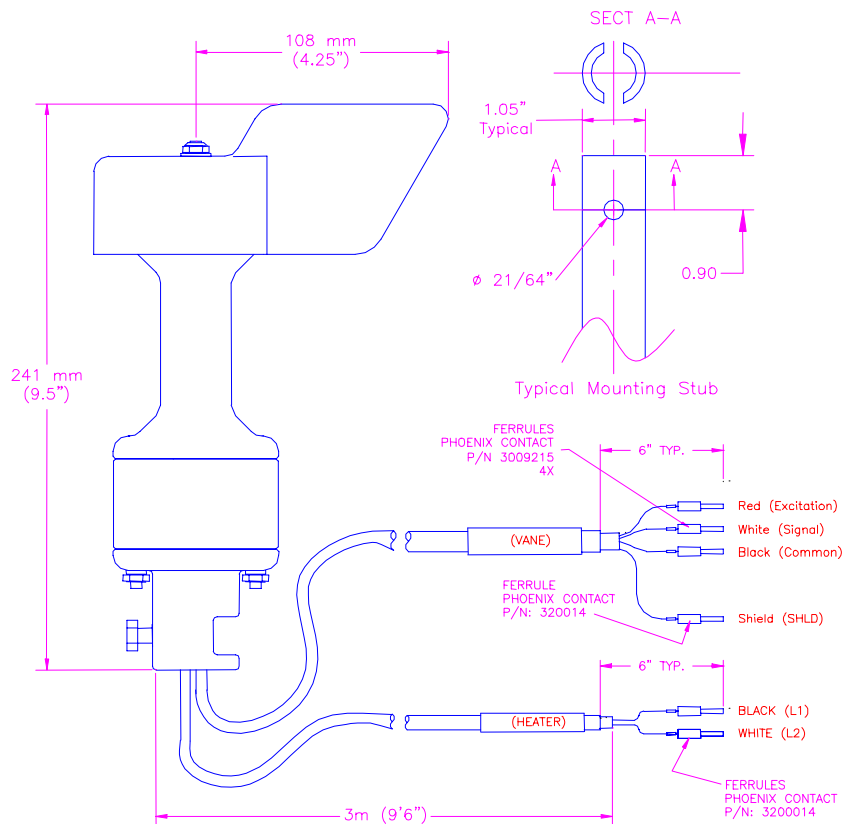 SECT A-A
108 mm
(4.25")
1.05"
Typical
A
A
ø 21/64"
0.90
241 mm
(9.5")
Typical Mounting Stub
FERRULES
PHOENIX CONTACT
P/N 3009215
4X
6" TYP.
Red (Excitation)
White (Signal)
(VANE)
Black (Common)
FERRULE
PHOENIX CONTACT
P/N: 320014
Shield (SHLD)
6" TYP.
BLACK (L1)
(HEATER)
WHITE (L2)
FERRULES
PHOENIX CONTACT
P/N: 3200014
3m (9'6")